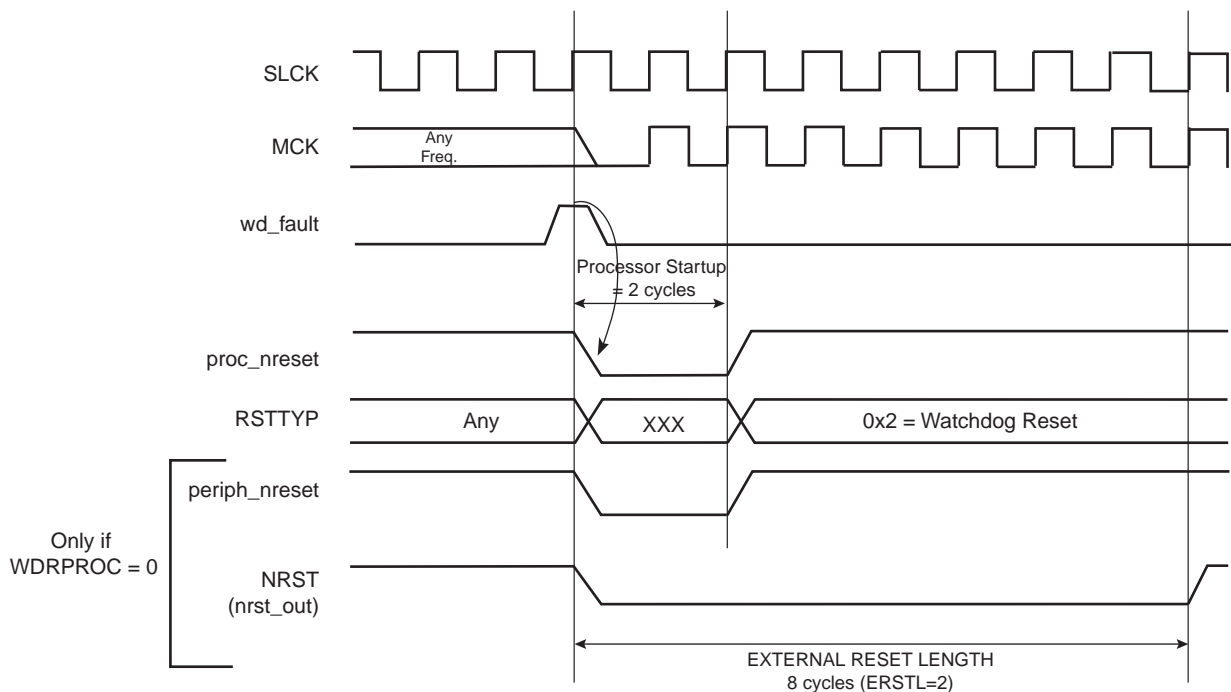 SLCK
MCK
Any
Freq.
wd_fault
Processor Startup
= 2 cycles
proc_nreset
RSTTYP
Any
XXX
0x2 = Watchdog Reset
periph_nreset
Only if
WDRPROC = 0
NRST
(nrst_out)
EXTERNAL RESET LENGTH
8 cycles (ERSTL=2)